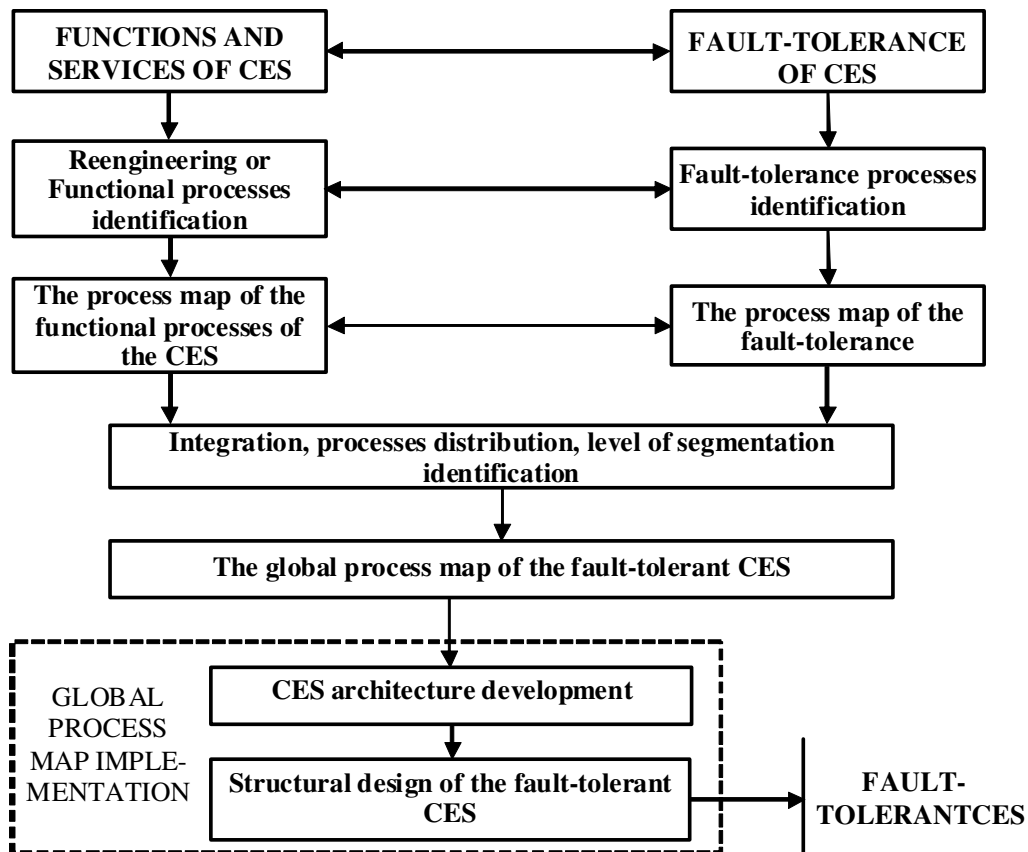 FUNCTIONS AND
SERVICES OF CES
FAULT-TOLERANCE
OF CES
Reengineering or
Functional processes
identification
Fault-tolerance processes
identification
The process map of the
functional processes of
the CES
The process map of the
fault-tolerance
Integration, processes distribution, level of segmentation
identification
The global process map of the fault-tolerant CES
GLOBAL
PROCESS
MAP IMPLE-
MENTATION
CES architecture development
Structural design of the fault-tolerant
CES
FAULT-
TOLERANTCES